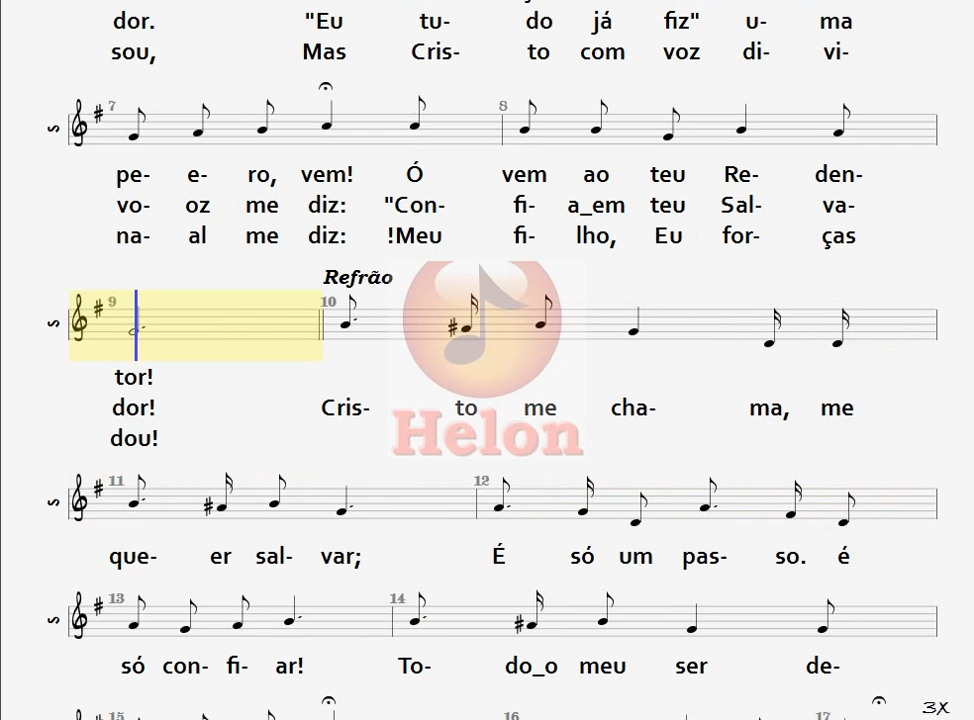 dor. "Eu tu- do já fiz" u- ma
sou, Mas Cris- to com voz di- vi-
7 8
S
pe- e- ro, vem! Ó vem ao teu Re- den-
vo- oz me diz: "Con- fi- a_em teu Sal- va-
na- al me diz: !Meu fi- lho, Eu for- ças
Refrão
9 10
S
tor!
dor! Cris- to me cha- ma, me
dou!
Helon
11 12
S
que- er sal- var; É só um pas- so. é
13 14
S
só con- fi- ar! To- do_o meu ser de-
15 16 17
3X